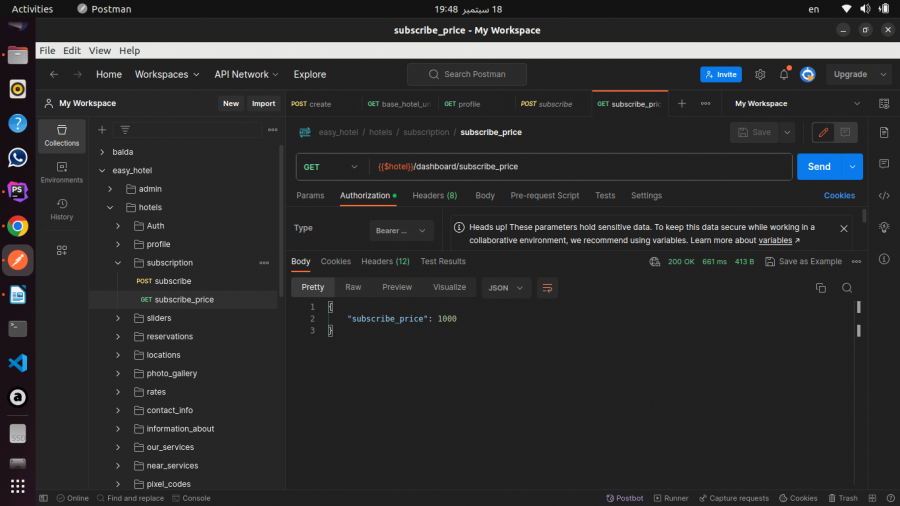 Activities
Postman
18 سبتمبر 19:48
en
subscribe_price - My Workspace
File Edit View Help
Home
Workspaces
API Network
Explore
Search Postman
Invite
Upgrade
My Workspace
New
Import
POST create
GET base_hotel_u
GET profile
POST subscribe
GET subscribe_pric
My Workspace
Collections
Environments
History
balda
easy_hotel
admin
hotels
Auth
profile
subscription
POST subscribe
GET subscribe_price
sliders
reservations
locations
photo_gallery
rates
contact_info
information_about
our_services
near_services
pixel_codes
easy_hotel / hotels / subscription / subscribe_price
Save
GET
{{$hotel}}/dashboard/subscribe_price
Send
Params
Authorization
Headers (8)
Body
Pre-request Script
Tests
Settings
Cookies
Type
Bearer ...
Heads up! These parameters hold sensitive data. To keep this data secure while working in a
collaborative environment, we recommend using variables. Learn more about variables
Body
Cookies
Headers (12)
Test Results
200 OK
661 ms
413 B
Save as Example
Pretty
Raw
Preview
Visualize
JSON
1 {
2 "subscribe_price": 1000
3 }
Online
Find and replace
Console
Postbot
Runner
Capture requests
Cookies
Trash